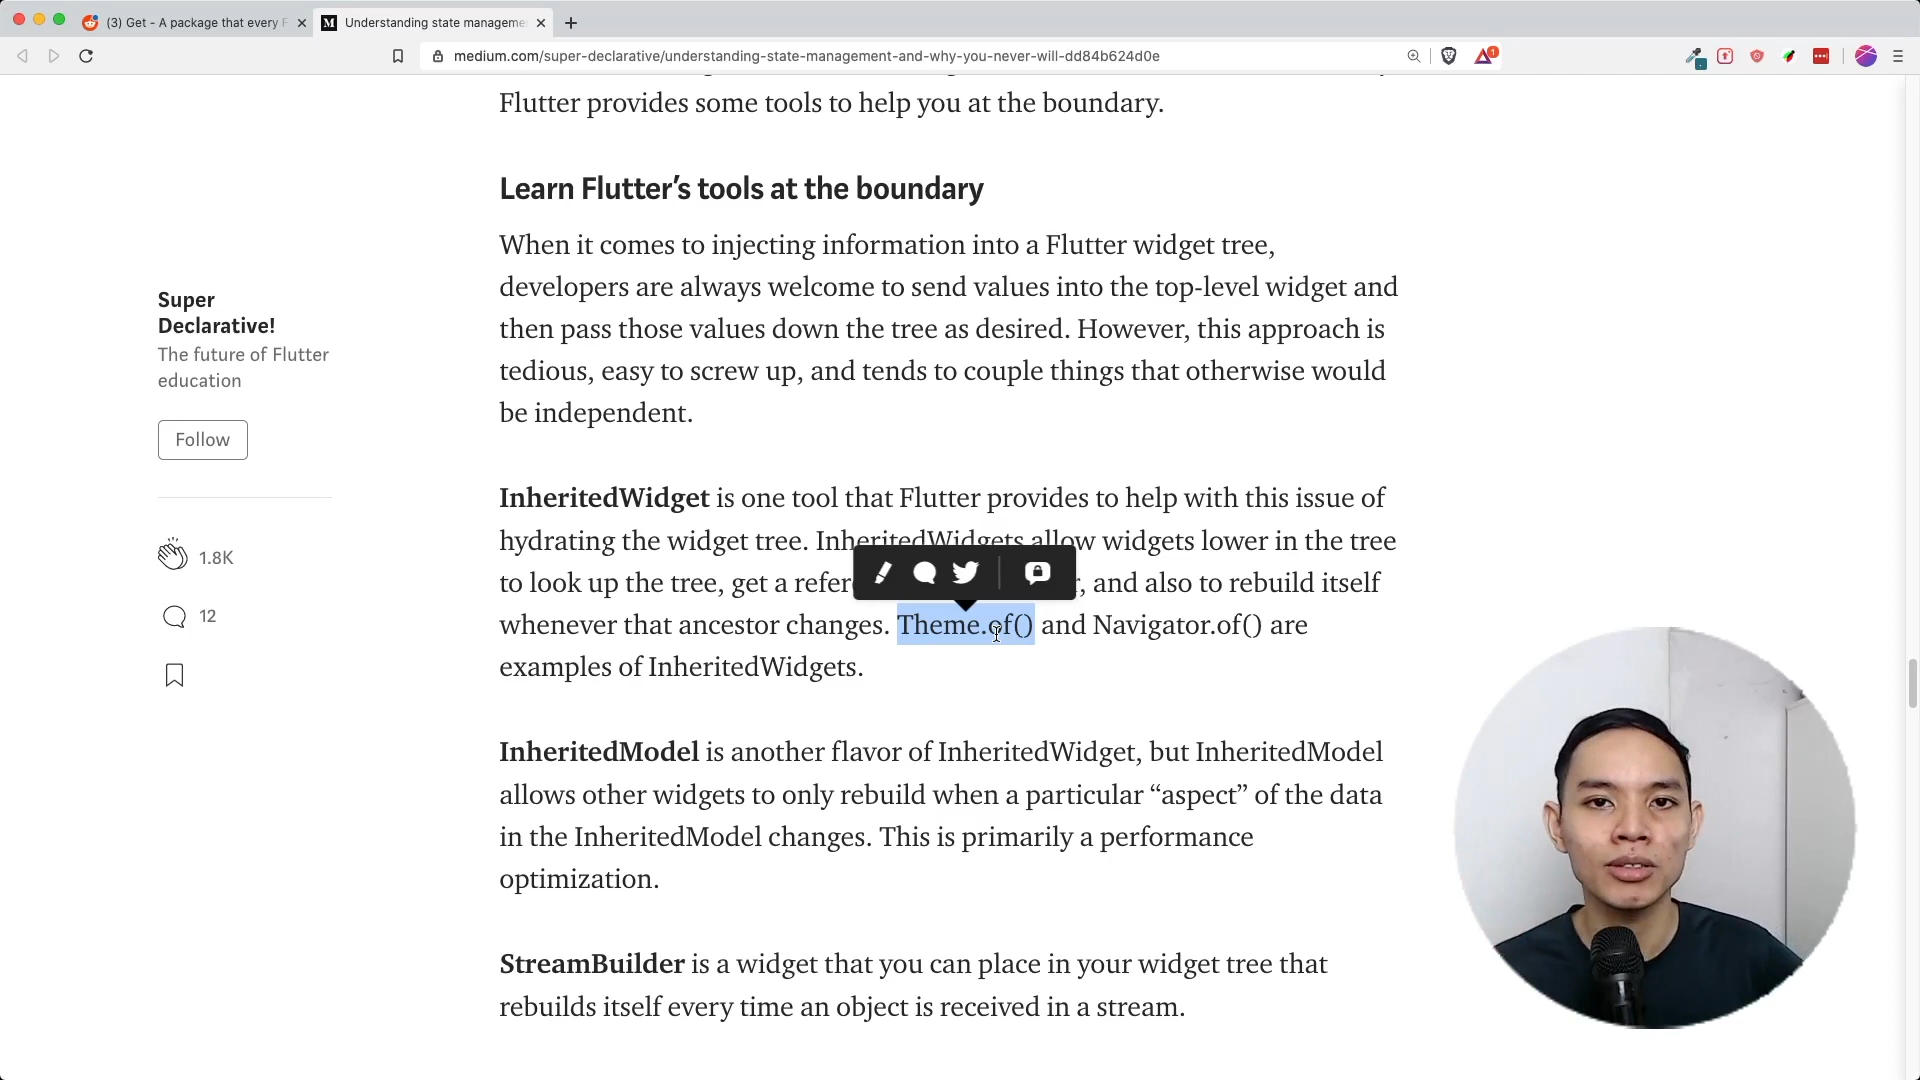 (3) Get - A package that every F
Understanding state manageme
medium.com/super-declarative/understanding-state-management-and-why-you-never-will-dd84b624d0e
1
Flutter provides some tools to help you at the boundary.
Learn Flutter’s tools at the boundary
When it comes to injecting information into a Flutter widget tree,
developers are always welcome to send values into the top-level widget and
then pass those values down the tree as desired. However, this approach is
tedious, easy to screw up, and tends to couple things that otherwise would
be independent.
Super
Declarative!
The future of Flutter
education
Follow
1.8K
12
InheritedWidget is one tool that Flutter provides to help with this issue of
hydrating the widget tree. InheritedWidgets allow widgets lower in the tree
to look up the tree, get a , and also to rebuild itself
whenever that ancestor changes. Theme.of() and Navigator.of() are
examples of InheritedWidgets.
InheritedModel is another flavor of InheritedWidget, but InheritedModel
allows other widgets to only rebuild when a particular “aspect” of the data
in the InheritedModel changes. This is primarily a performance
optimization.
StreamBuilder is a widget that you can place in your widget tree that
rebuilds itself every time an object is received in a stream.